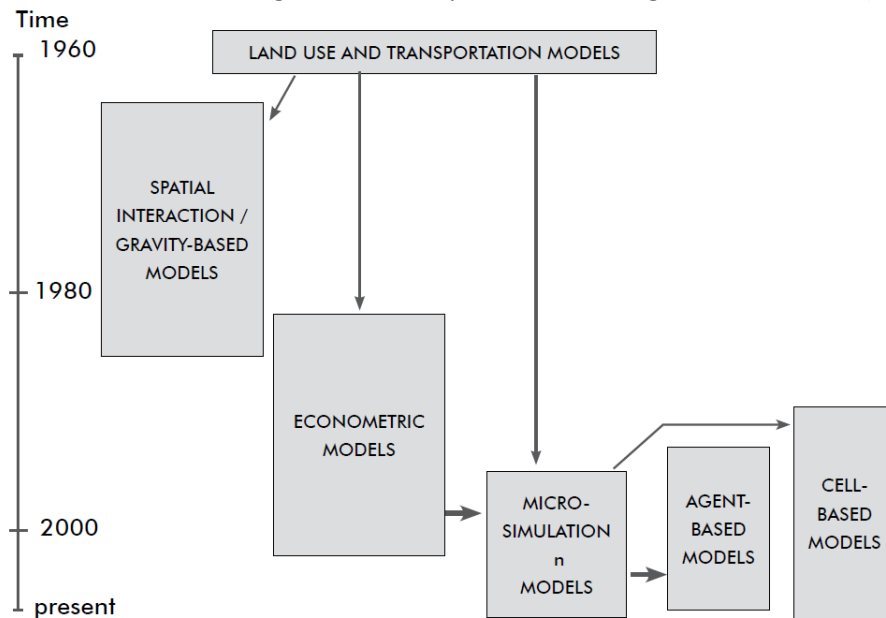 Time
1960
LAND USE AND TRANSPORTATION MODELS
SPATIAL
INTERACTION /
GRAVITY-BASED
MODELS
1980
ECONOMETRIC
MODELS
MICRO-
SIMULATION
n
MODELS
AGENT-
BASED
MODELS
CELL-
BASED
MODELS
2000
present